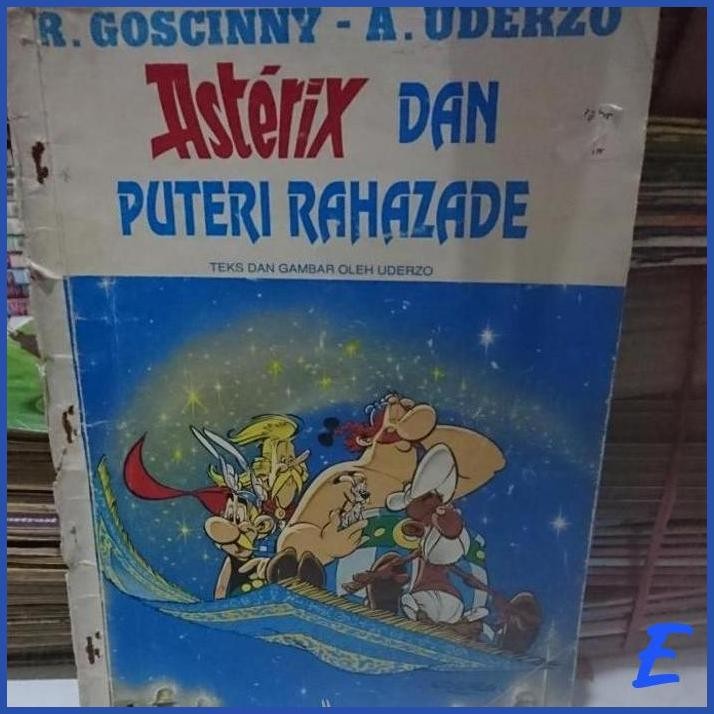 R. GOSCINNY - A. UDERZO
Astérix DAN
PUTERI RAHAZADE
TEKS DAN GAMBAR OLEH UDERZO
E